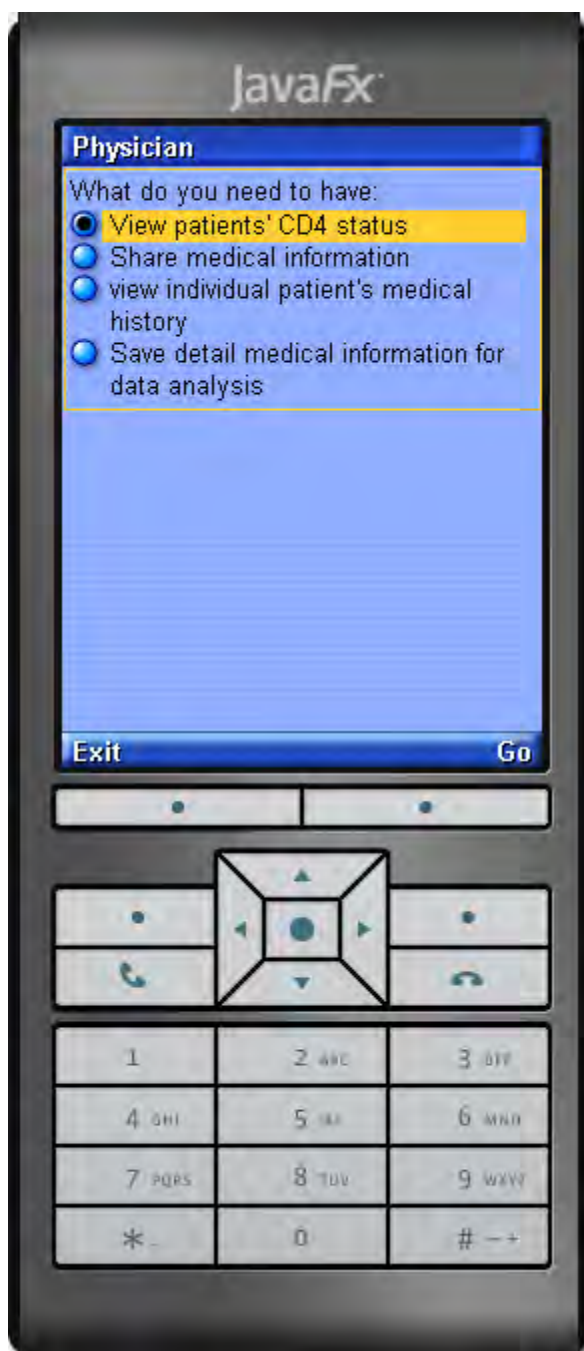 JavaFx
Physician
What do you need to have:
View patients' CD4 status
Share medical information
view individual patient's medical
history
Save detail medical information for
data analysis
Exit Go
1 2 ABC 3 DEF
4 GHI 5 JKL 6 MNO
7 PQRS 8 TUV 9 WXYZ
* 0 # - +